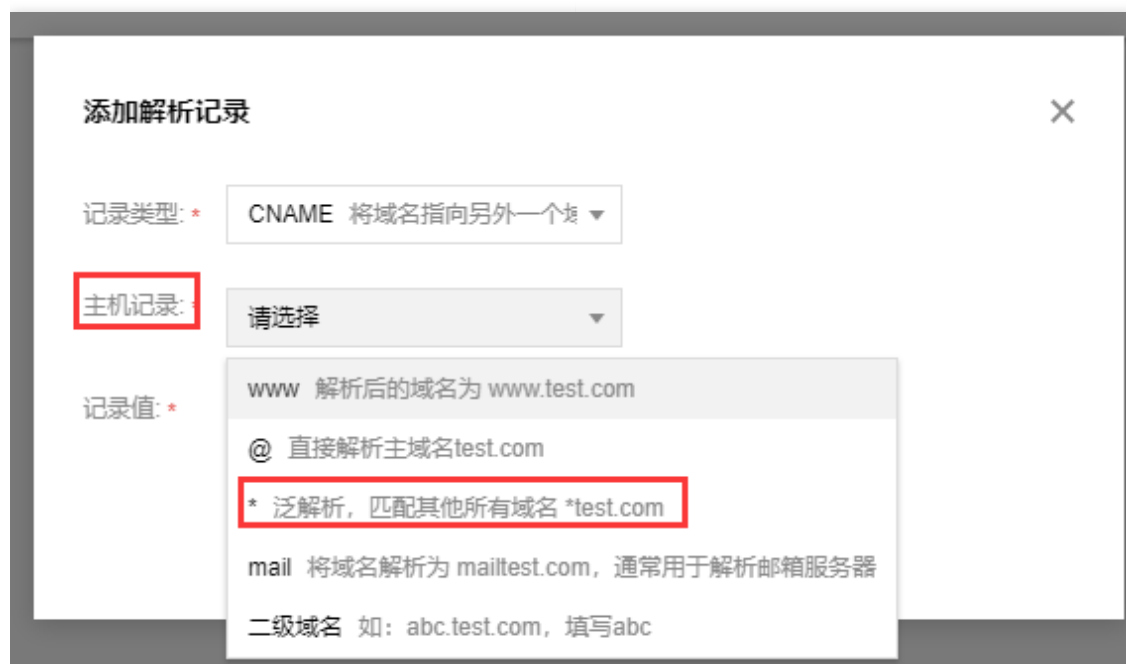 添加解析记录
记录类型: * CNAME 将域名指向另外一个
主机记录: * 请选择
www 解析后的域名为 www.test.com
记录值: *
@ 直接解析主域名test.com
* 泛解析，匹配其他所有域名 *test.com
mail 将域名解析为 mailtest.com，通常用于解析邮箱服务器
二级域名 如：abc.test.com，填写abc